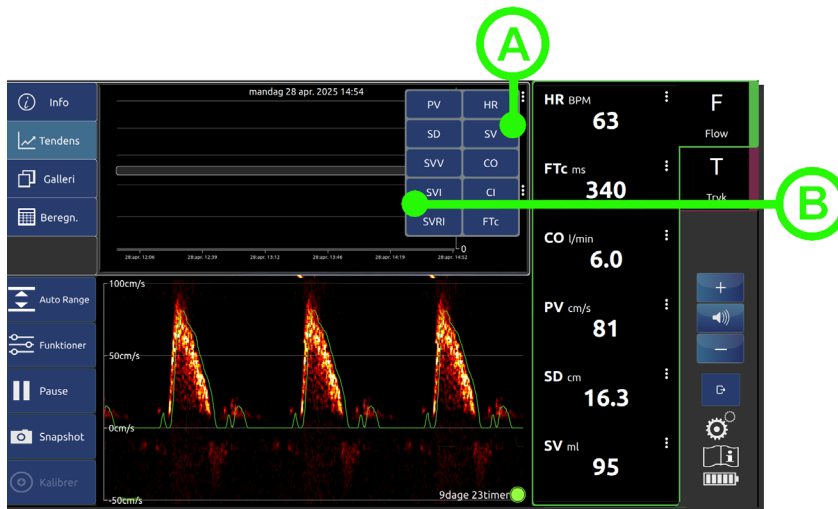 A
mandag 28 apr. 2025 14:54
Info
Tendens
Galleri
Beregn.
Auto Range
Funktioner
Pause
Snapshot
Kalibrer
PV HR
SD SV
SVV CO
SVI CI
SVRI FTc
0
28.apr. 12:06 28.apr. 12:39 28.apr. 13:12 28.apr. 13:46 28.apr. 14:19 28.apr. 14:52
100cm/s
50cm/s
0cm/s
-50cm/s
9dage 23timer
HR BPM
63
FTc ms
340
CO l/min
6.0
PV cm/s
81
SD cm
16.3
SV ml
95
F
Flow
T
Tryk
B
+
−
i